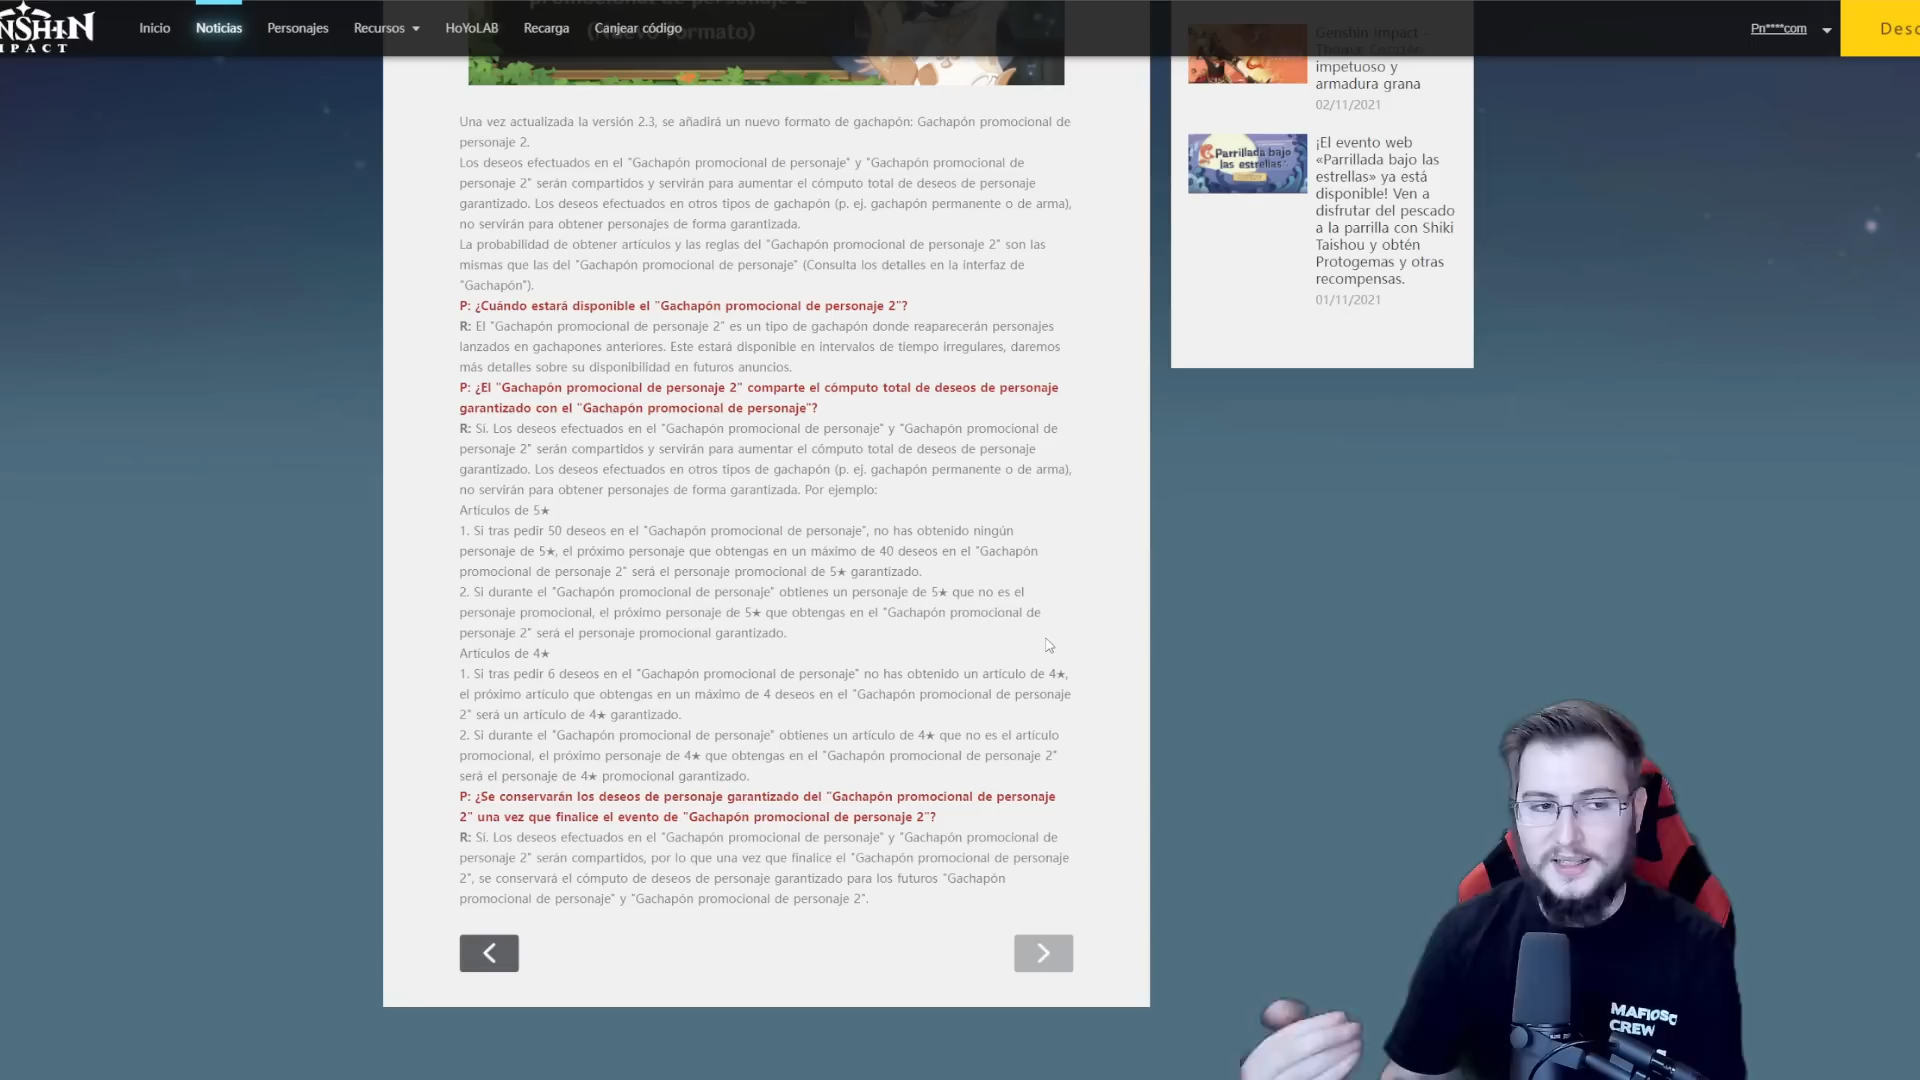 ENSHIN
IMPACT
Inicio
Noticias
Personajes
Recursos
HoYoLAB
Recarga
Canjear código
Pn****com
promocional de personaje 2
(Nuevo formato)
Una vez actualizada la versión 2.3, se añadirá un nuevo formato de gachapón: Gachapón promocional de
personaje 2.
Los deseos efectuados en el "Gachapón promocional de personaje" y "Gachapón promocional de
personaje 2" serán compartidos y servirán para aumentar el cómputo total de deseos de personaje
garantizado. Los deseos efectuados en otros tipos de gachapón (p. ej. gachapón permanente o de arma),
no servirán para obtener personajes de forma garantizada.
La probabilidad de obtener artículos y las reglas del "Gachapón promocional de personaje 2" son las
mismas que las del "Gachapón promocional de personaje" (Consulta los detalles en la interfaz de
"Gachapón").
P: ¿Cuándo estará disponible el "Gachapón promocional de personaje 2"?
R: El "Gachapón promocional de personaje 2" es un tipo de gachapón donde reaparecerán personajes
lanzados en gachapones anteriores. Este estará disponible en intervalos de tiempo irregulares, daremos
más detalles sobre su disponibilidad en futuros anuncios.
P: ¿El "Gachapón promocional de personaje 2" comparte el cómputo total de deseos de personaje
garantizado con el "Gachapón promocional de personaje"?
R: Sí. Los deseos efectuados en el "Gachapón promocional de personaje" y "Gachapón promocional de
personaje 2" serán compartidos y servirán para aumentar el cómputo total de deseos de personaje
garantizado. Los deseos efectuados en otros tipos de gachapón (p. ej. gachapón permanente o de arma),
no servirán para obtener personajes de forma garantizada. Por ejemplo:
Artículos de 5★
1. Si tras pedir 50 deseos en el "Gachapón promocional de personaje", no has obtenido ningún
personaje de 5★, el próximo personaje que obtengas en un máximo de 40 deseos en el "Gachapón
promocional de personaje 2" será el personaje promocional de 5★ garantizado.
2. Si durante el "Gachapón promocional de personaje" obtienes un personaje de 5★ que no es el
personaje promocional, el próximo personaje de 5★ que obtengas en el "Gachapón promocional de
personaje 2" será el personaje promocional garantizado.
Artículos de 4★
1. Si tras pedir 6 deseos en el "Gachapón promocional de personaje" no has obtenido un artículo de 4★,
el próximo artículo que obtengas en un máximo de 4 deseos en el "Gachapón promocional de personaje
2" será un artículo de 4★ garantizado.
2. Si durante el "Gachapón promocional de personaje" obtienes un artículo de 4★ que no es el artículo
promocional, el próximo personaje de 4★ que obtengas en el "Gachapón promocional de personaje 2"
será el personaje de 4★ promocional garantizado.
P: ¿Se conservarán los deseos de personaje garantizado del "Gachapón promocional de personaje
2" una vez que finalice el evento de "Gachapón promocional de personaje 2"?
R: Sí. Los deseos efectuados en el "Gachapón promocional de personaje" y "Gachapón promocional de
personaje 2" serán compartidos, por lo que una vez que finalice el "Gachapón promocional de personaje
2", se conservará el cómputo de deseos de personaje garantizado para los futuros "Gachapón
promocional de personaje" y "Gachapón promocional de personaje 2".
Genshin Impact -
Thoma: Corazón
impetuoso y
armadura grana
02/11/2021
Parrillada bajo
las estrellas
¡El evento web
«Parrillada bajo las
estrellas» ya está
disponible! Ven a
disfrutar del pescado
a la parrilla con Shiki
Taishou y obtén
Protogemas y otras
recompensas.
01/11/2021
MAFIOSO
CREW